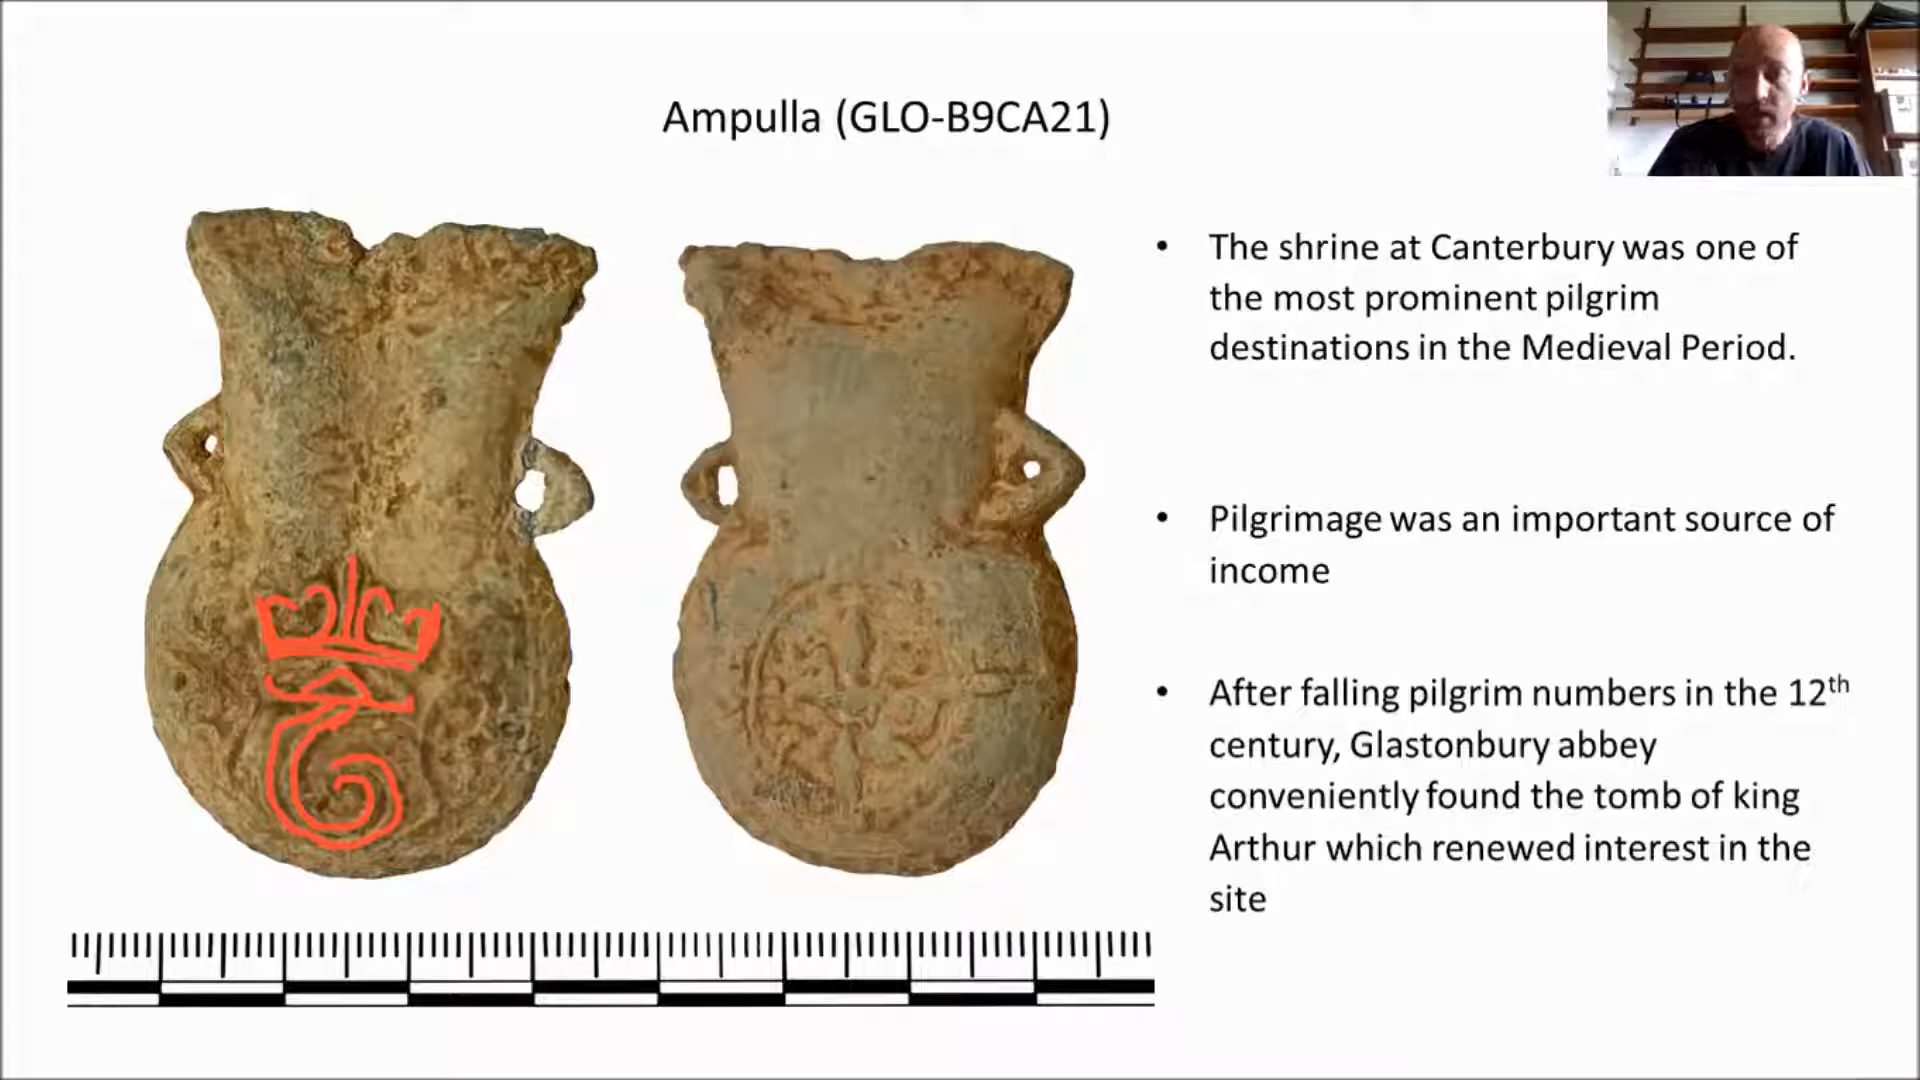 Ampulla (GLO-B9CA21)
• The shrine at Canterbury was one of
the most prominent pilgrim
destinations in the Medieval Period.
• Pilgrimage was an important source of
income
• After falling pilgrim numbers in the 12th
century, Glastonbury abbey
conveniently found the tomb of king
Arthur which renewed interest in the
site